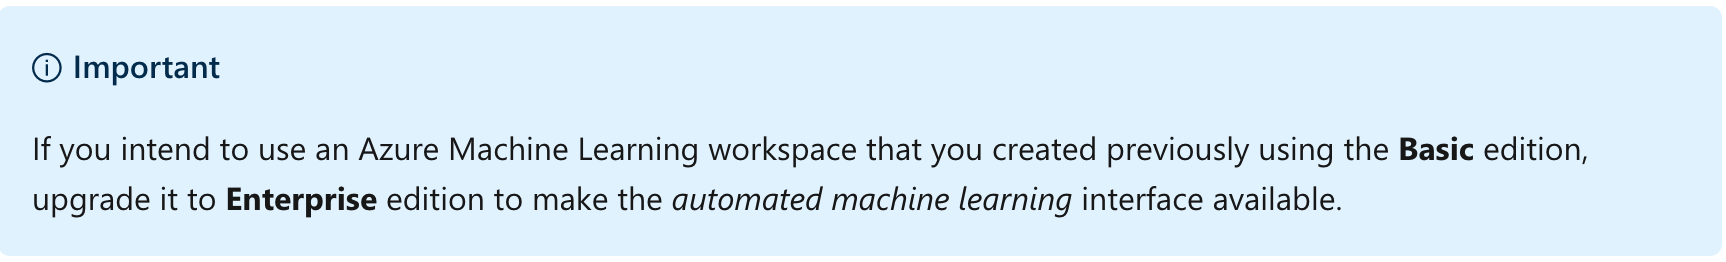 Important
If you intend to use an Azure Machine Learning workspace that you created previously using the Basic edition,
upgrade it to Enterprise edition to make the automated machine learning interface available.